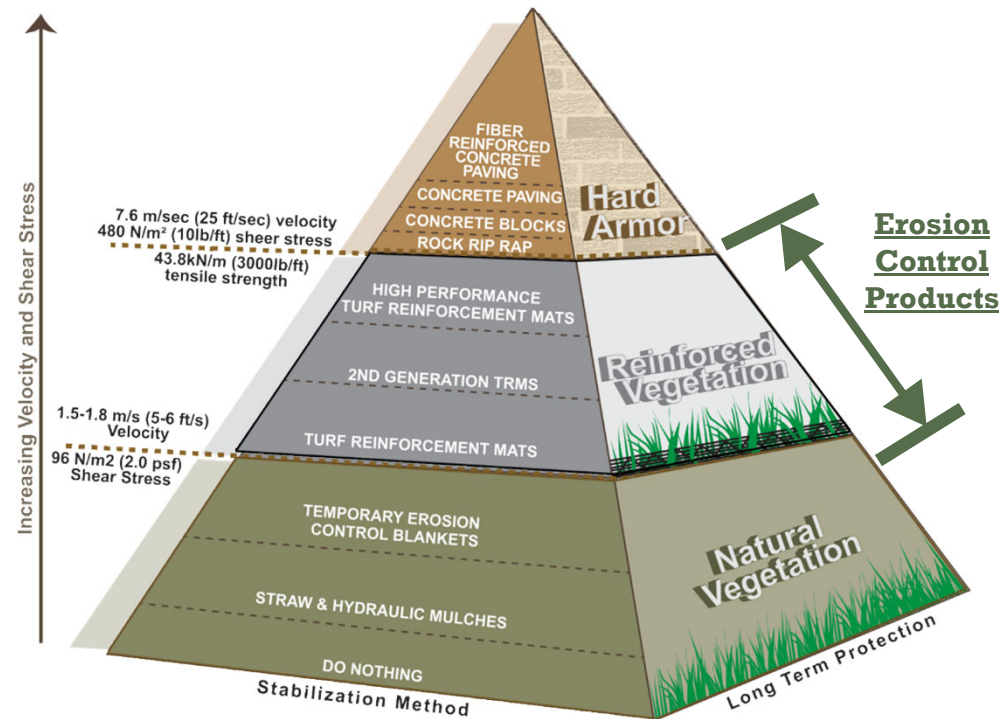 FIBER
REINFORCED
CONCRETE
PAVING
CONCRETE PAVING
CONCRETE BLOCKS
ROCK RIP RAP
Hard
Armor
7.6 m/sec (25 ft/sec) velocity
480 N/m² (10lb/ft) sheer stress
43.8kN/m (3000lb/ft)
tensile strength
Erosion
Control
Products
HIGH PERFORMANCE
TURF REINFORCEMENT MATS
2ND GENERATION TRMS
TURF REINFORCEMENT MATS
Reinforced
Vegetation
1.5-1.8 m/s (5-6 ft/s)
Velocity
96 N/m2 (2.0 psf)
Shear Stress
TEMPORARY EROSION
CONTROL BLANKETS
STRAW & HYDRAULIC MULCHES
DO NOTHING
Natural
Vegetation
Increasing Velocity and Shear Stress
Stabilization Method
Long Term Protection